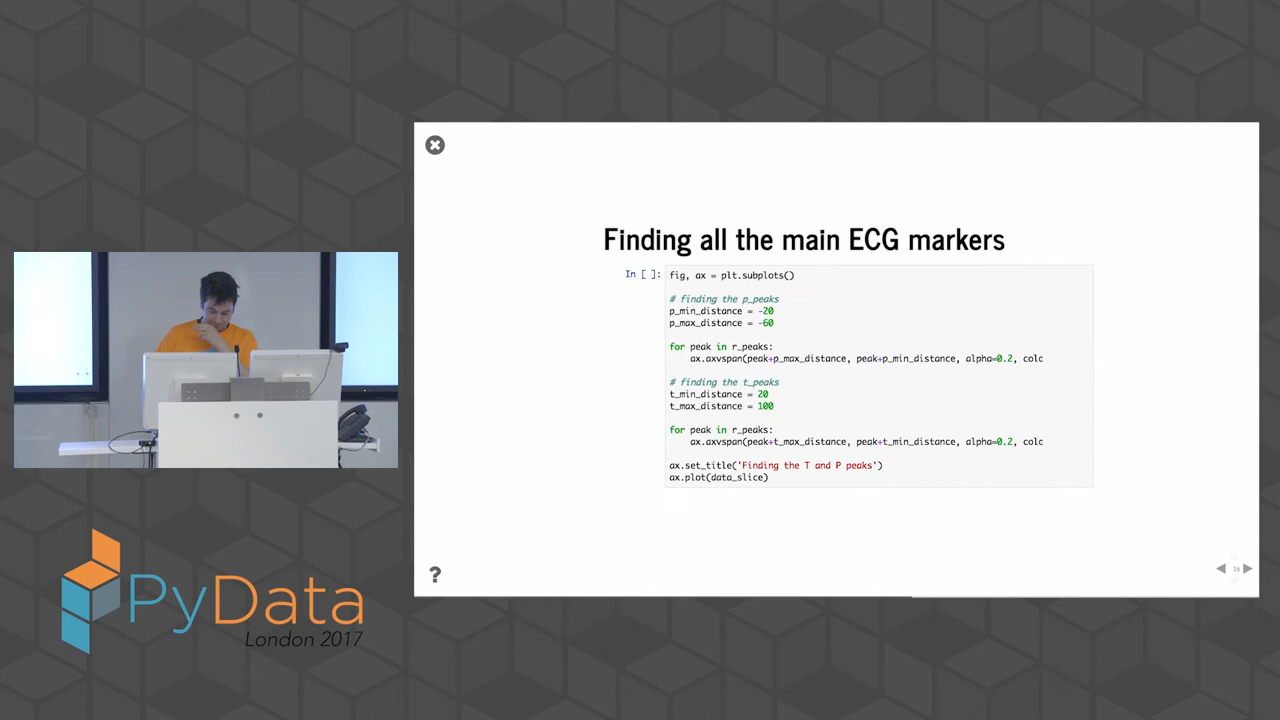 Finding all the main ECG markers
In [ ]:
fig, ax = plt.subplots()
# finding the p_peaks
p_min_distance = -20
p_max_distance = -60
for peak in r_peaks:
ax.axvspan(peak+p_max_distance, peak+p_min_distance, alpha=0.2, colc
# finding the t_peaks
t_min_distance = 20
t_max_distance = 100
for peak in r_peaks:
ax.axvspan(peak+t_max_distance, peak+t_min_distance, alpha=0.2, colc
ax.set_title('Finding the T and P peaks')
ax.plot(data_slice)
?
16
PyData
London 2017